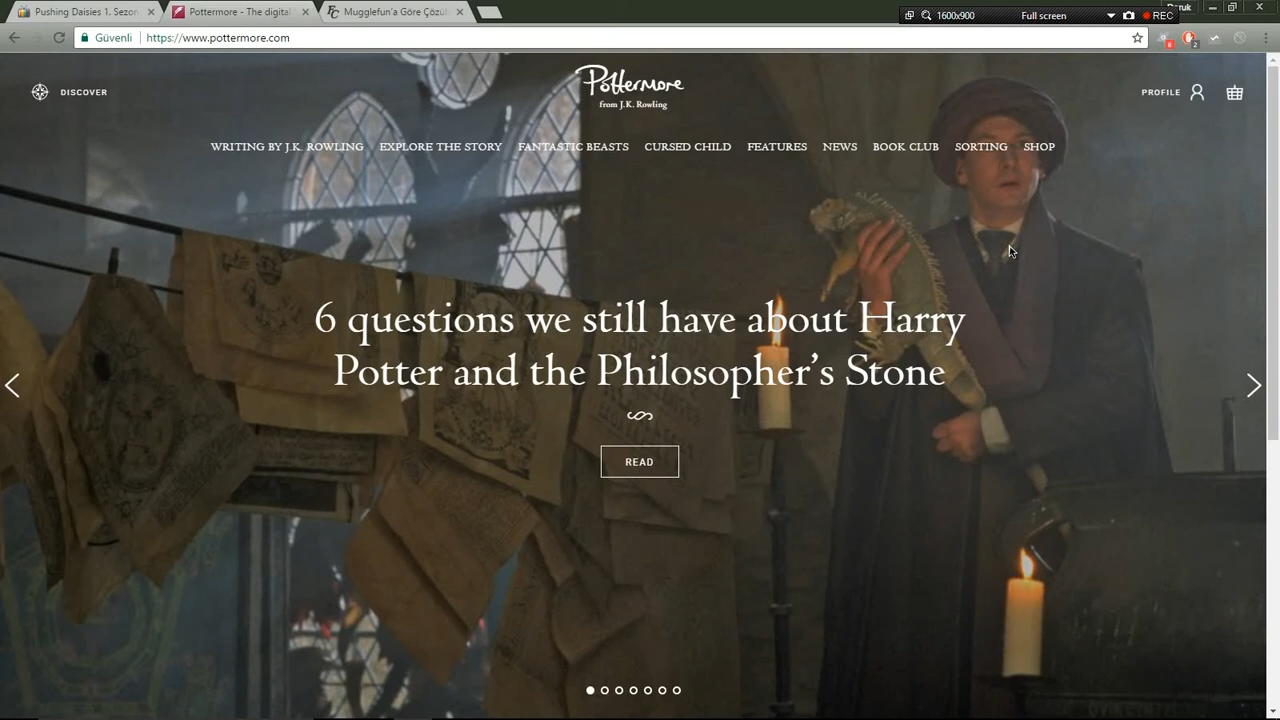 Pushing Daisies 1. Sezon
Pottermore - The digital
Mugglefun'a Göre Çözül
1600x900
Full screen
REC
Güvenli
https://www.pottermore.com
8
2
DISCOVER
Pottermore
from J.K. Rowling
PROFILE
WRITING BY J.K. ROWLING
EXPLORE THE STORY
FANTASTIC BEASTS
CURSED CHILD
FEATURES
NEWS
BOOK CLUB
SORTING
SHOP
6 questions we still have about Harry
Potter and the Philosopher's Stone
READ